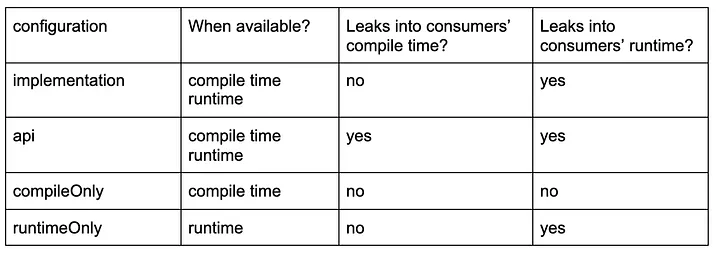 configuration
When available?
Leaks into consumers'
compile time?
Leaks into
consumers' runtime?
implementation
compile time
runtime
no
yes
api
compile time
runtime
yes
yes
compileOnly
compile time
no
no
runtimeOnly
runtime
no
yes